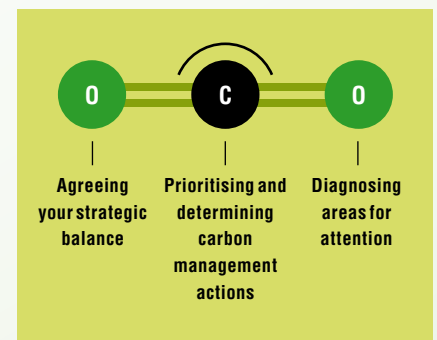 O C O
Agreeing
your strategic
balance
Prioritising and
determining
carbon
management
actions
Diagnosing
areas for
attention